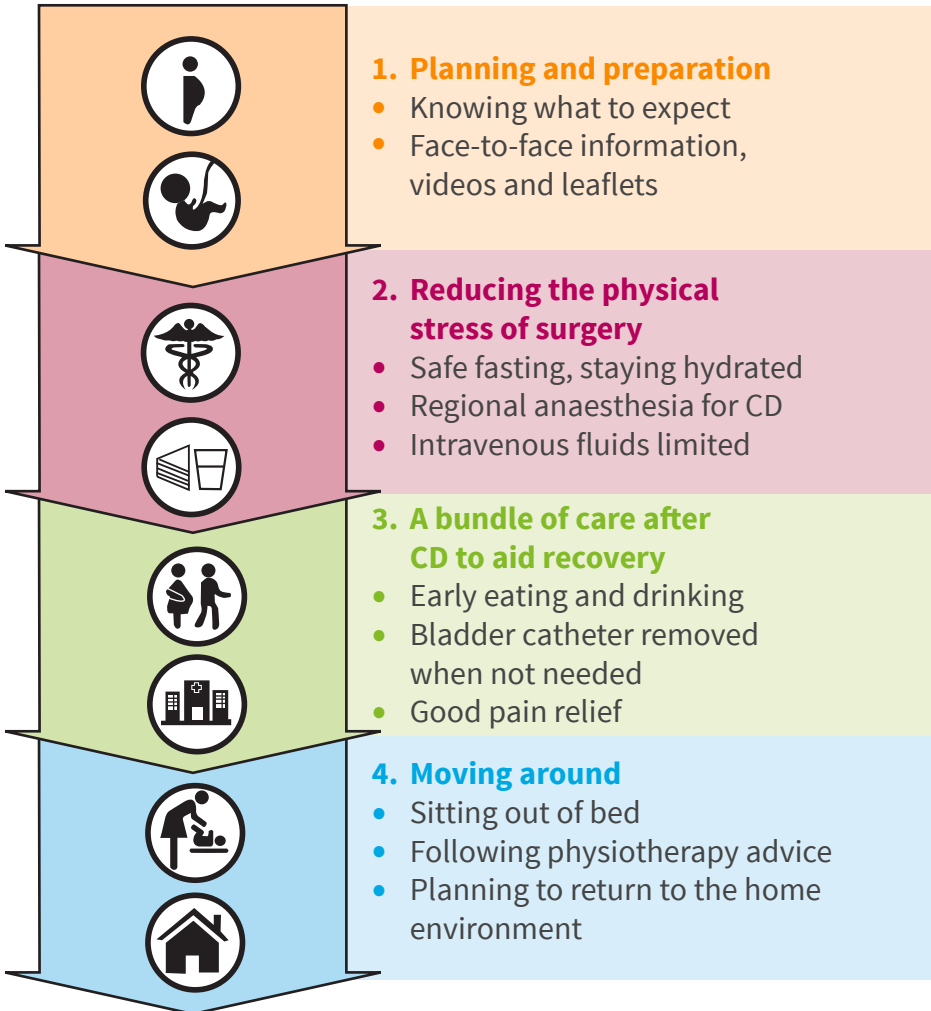 1. Planning and preparation
• Knowing what to expect
• Face-to-face information,
videos and leaflets
2. Reducing the physical
stress of surgery
• Safe fasting, staying hydrated
• Regional anaesthesia for CD
• Intravenous fluids limited
3. A bundle of care after
CD to aid recovery
• Early eating and drinking
• Bladder catheter removed
when not needed
• Good pain relief
4. Moving around
• Sitting out of bed
• Following physiotherapy advice
• Planning to return to the home
environment